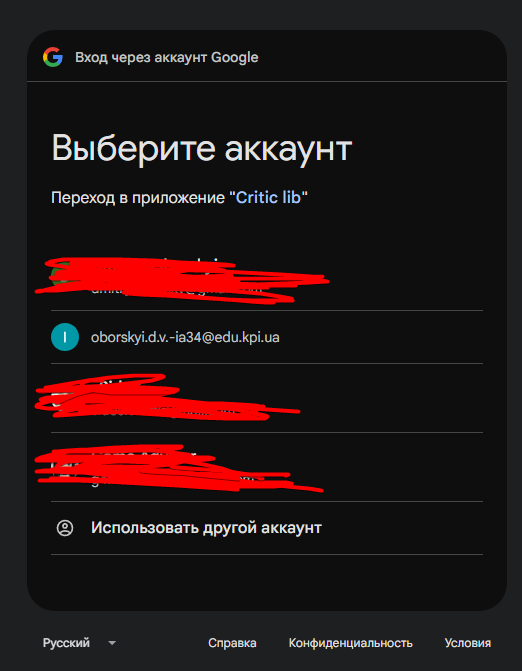 Вход через аккаунт Google
Выберите аккаунт
Переход в приложение "Critic lib"
I
oborskyi.d.v.-ia34@edu.kpi.ua
Использовать другой аккаунт
Русский
Справка
Конфиденциальность
Условия